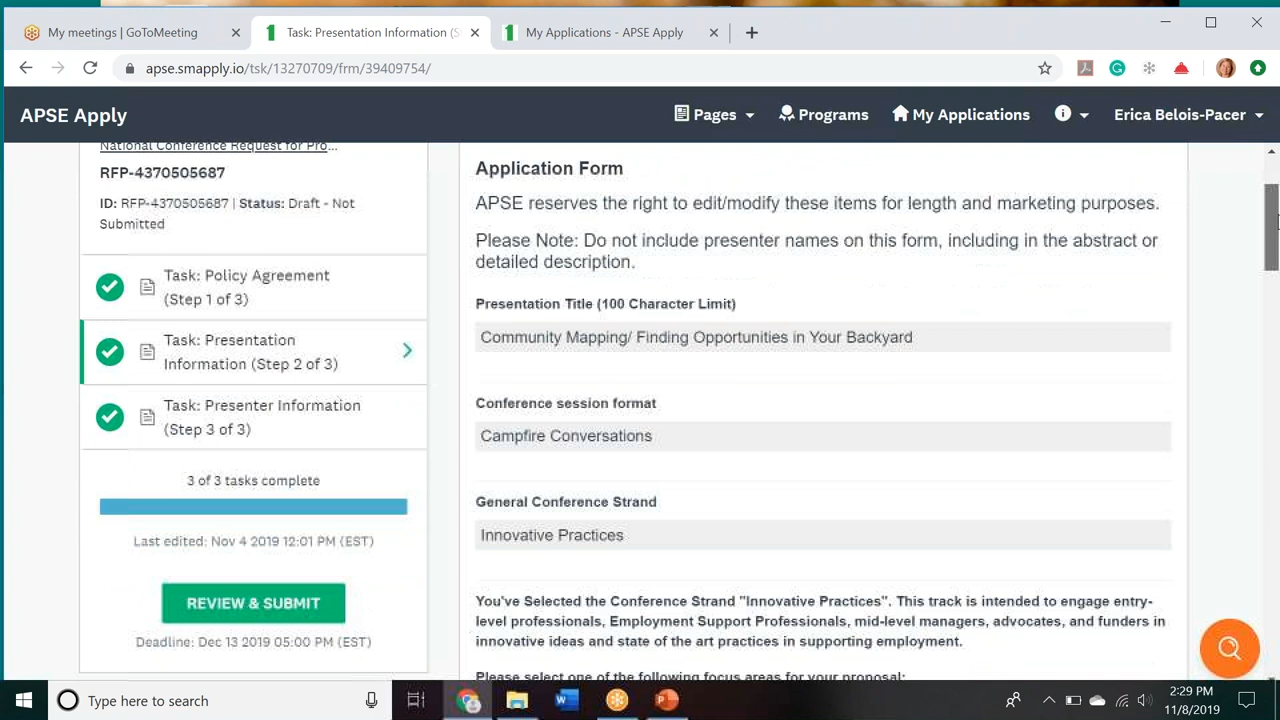 My meetings | GoToMeeting
Task: Presentation Information (S
My Applications - APSE Apply
apse.smapply.io/tsk/13270709/frm/39409754/
APSE Apply
Pages
Programs
My Applications
Erica Belois-Pacer
National Conference Request for Pro...
RFP-4370505687
ID: RFP-4370505687 | Status: Draft - Not
Submitted
Task: Policy Agreement
(Step 1 of 3)
Task: Presentation
Information (Step 2 of 3)
Task: Presenter Information
(Step 3 of 3)
3 of 3 tasks complete
Last edited: Nov 4 2019 12:01 PM (EST)
REVIEW & SUBMIT
Deadline: Dec 13 2019 05:00 PM (EST)
Application Form
APSE reserves the right to edit/modify these items for length and marketing purposes.
Please Note: Do not include presenter names on this form, including in the abstract or
detailed description.
Presentation Title (100 Character Limit)
Community Mapping/ Finding Opportunities in Your Backyard
Conference session format
Campfire Conversations
General Conference Strand
Innovative Practices
You've Selected the Conference Strand "Innovative Practices". This track is intended to engage entry-
level professionals, Employment Support Professionals, mid-level managers, advocates, and funders in
innovative ideas and state of the art practices in supporting employment.
Please select one of the following focus areas for your proposal:
Type here to search
2:29 PM
11/8/2019